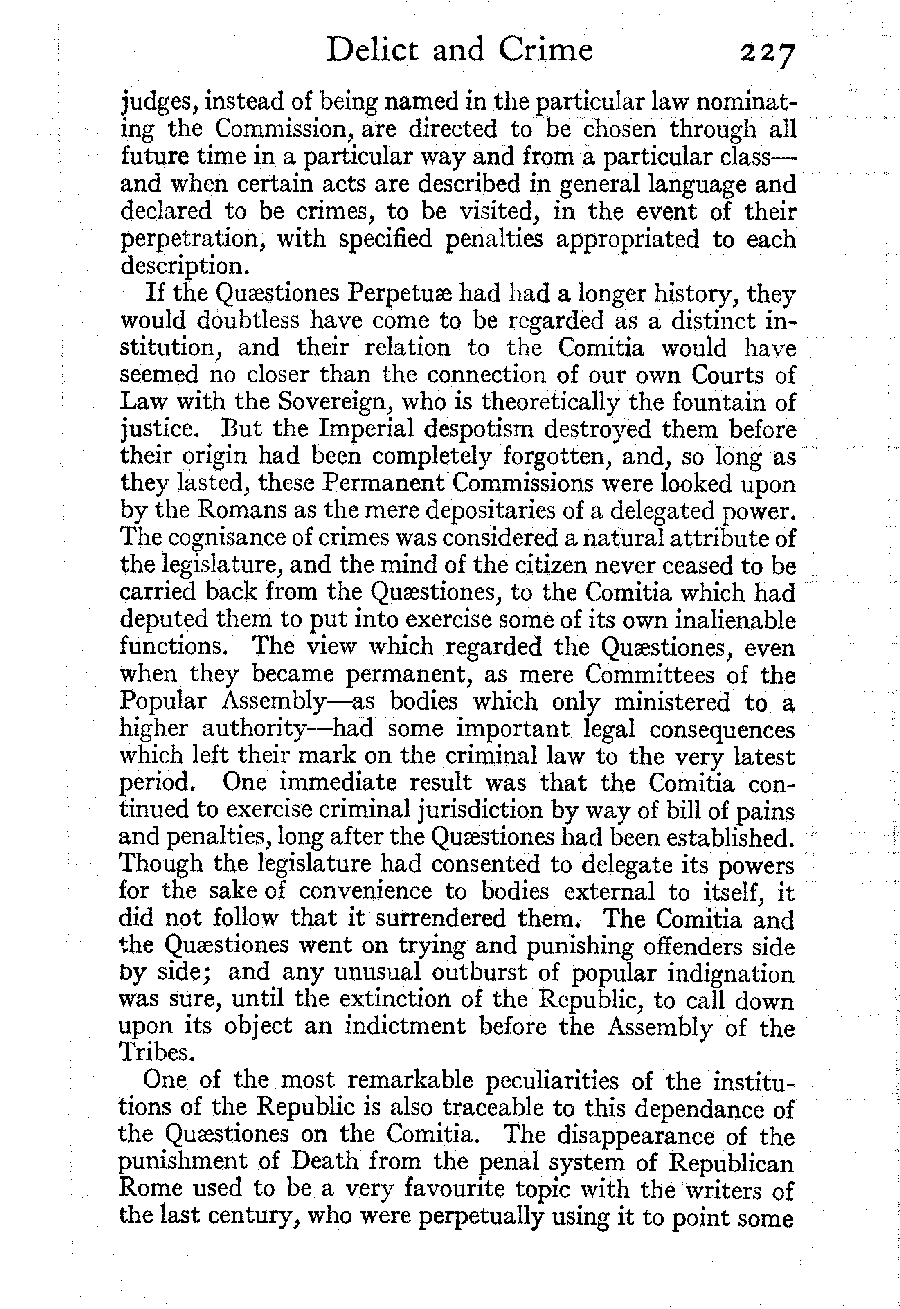 Delict and Crime 227
judges, instead of being named in the particular law nominat-
ing the Commission, are directed to be chosen through all
future time in a particular way and from a particular class—
and when certain acts are described in general language and
declared to be crimes, to be visited, in the event of their
perpetration, with specified penalties appropriated to each
description.
If the Quæstiones Perpetuæ had had a longer history, they
would doubtless have come to be regarded as a distinct in-
stitution, and their relation to the Comitia would have
seemed no closer than the connection of our own Courts of
Law with the Sovereign, who is theoretically the fountain of
justice. But the Imperial despotism destroyed them before
their origin had been completely forgotten, and, so long as
they lasted, these Permanent Commissions were looked upon
by the Romans as the mere depositaries of a delegated power.
The cognisance of crimes was considered a natural attribute of
the legislature, and the mind of the citizen never ceased to be
carried back from the Quæstiones, to the Comitia which had
deputed them to put into exercise some of its own inalienable
functions. The view which regarded the Quæstiones, even
when they became permanent, as mere Committees of the
Popular Assembly—as bodies which only ministered to a
higher authority—had some important legal consequences
which left their mark on the criminal law to the very latest
period. One immediate result was that the Comitia con-
tinued to exercise criminal jurisdiction by way of bill of pains
and penalties, long after the Quæstiones had been established.
Though the legislature had consented to delegate its powers
for the sake of convenience to bodies external to itself, it
did not follow that it surrendered them. The Comitia and
the Quæstiones went on trying and punishing offenders side
by side; and any unusual outburst of popular indignation
was sure, until the extinction of the Republic, to call down
upon its object an indictment before the Assembly of the
Tribes.
One of the most remarkable peculiarities of the institu-
tions of the Republic is also traceable to this dependance of
the Quæstiones on the Comitia. The disappearance of the
punishment of Death from the penal system of Republican
Rome used to be a very favourite topic with the writers of
the last century, who were perpetually using it to point some